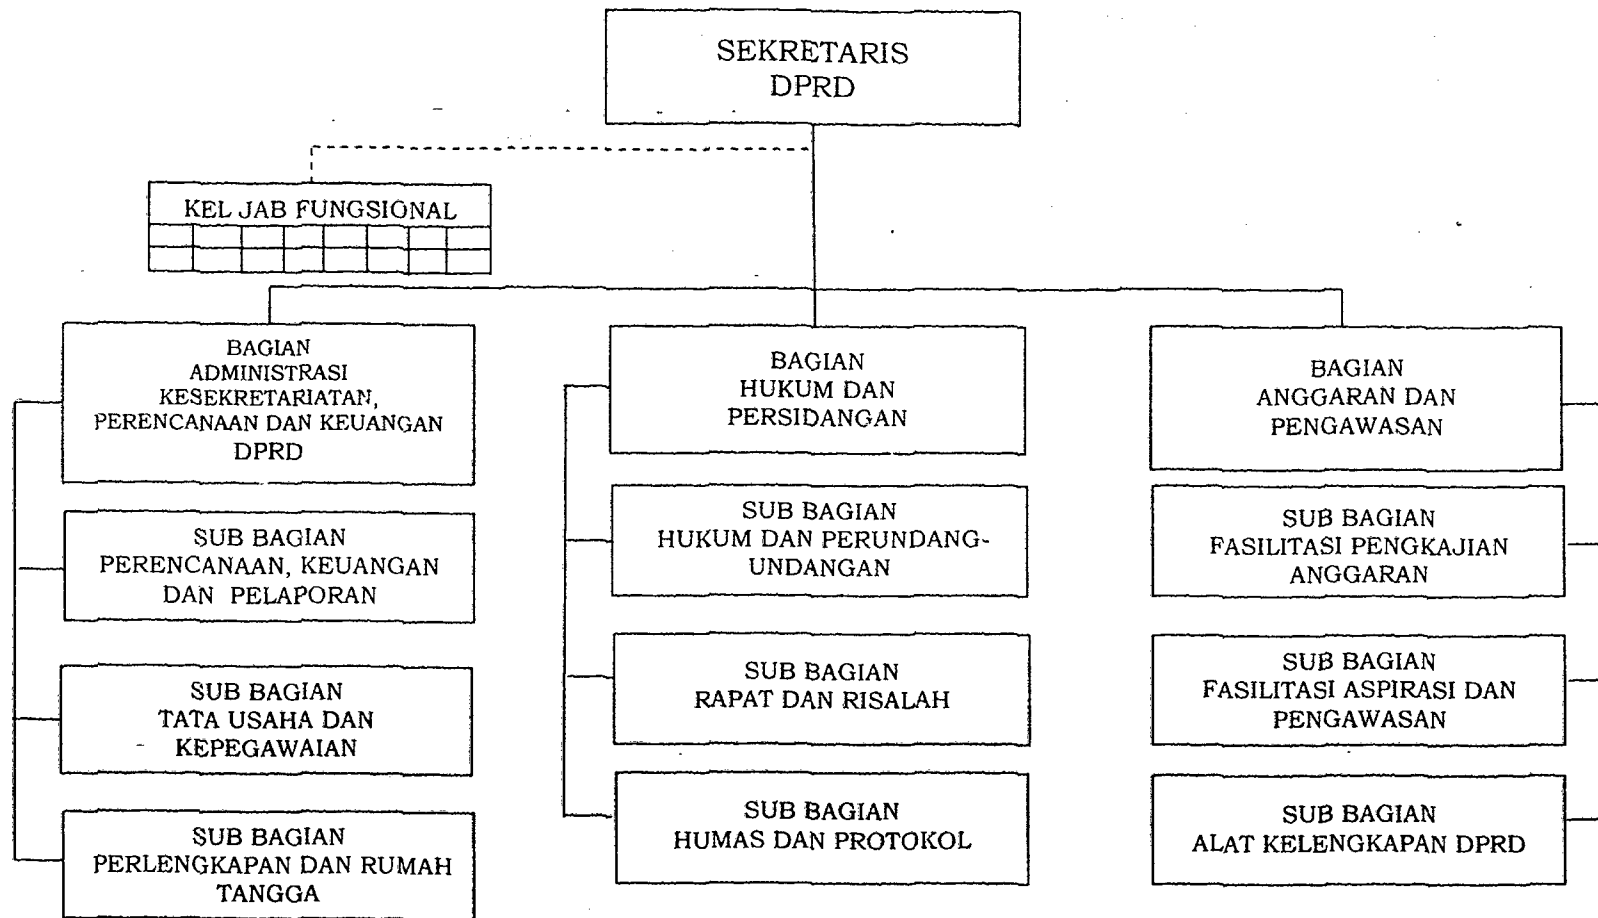 SEKRETARIS
DPRD
KEL JAB FUNGSIONAL
BAGIAN
ADMINISTRASI
KESEKRETARIATAN,
PERENCANAAN DAN KEUANGAN
DPRD
SUB BAGIAN
PERENCANAAN, KEUANGAN
DAN PELAPORAN
SUB BAGIAN
TATA USAHA DAN
KEPEGAWAIAN
SUB BAGIAN
PERLENGKAPAN DAN RUMAH
TANGGA
BAGIAN
HUKUM DAN
PERSIDANGAN
SUB BAGIAN
HUKUM DAN PERUNDANG-
UNDANGAN
SUB BAGIAN
RAPAT DAN RISALAH
SUB BAGIAN
HUMAS DAN PROTOKOL
BAGIAN
ANGGARAN DAN
PENGAWASAN
SUB BAGIAN
FASILITASI PENGKAJIAN
ANGGARAN
SUB BAGIAN
FASILITASI ASPIRASI DAN
PENGAWASAN
SUB BAGIAN
ALAT KELENGKAPAN DPRD